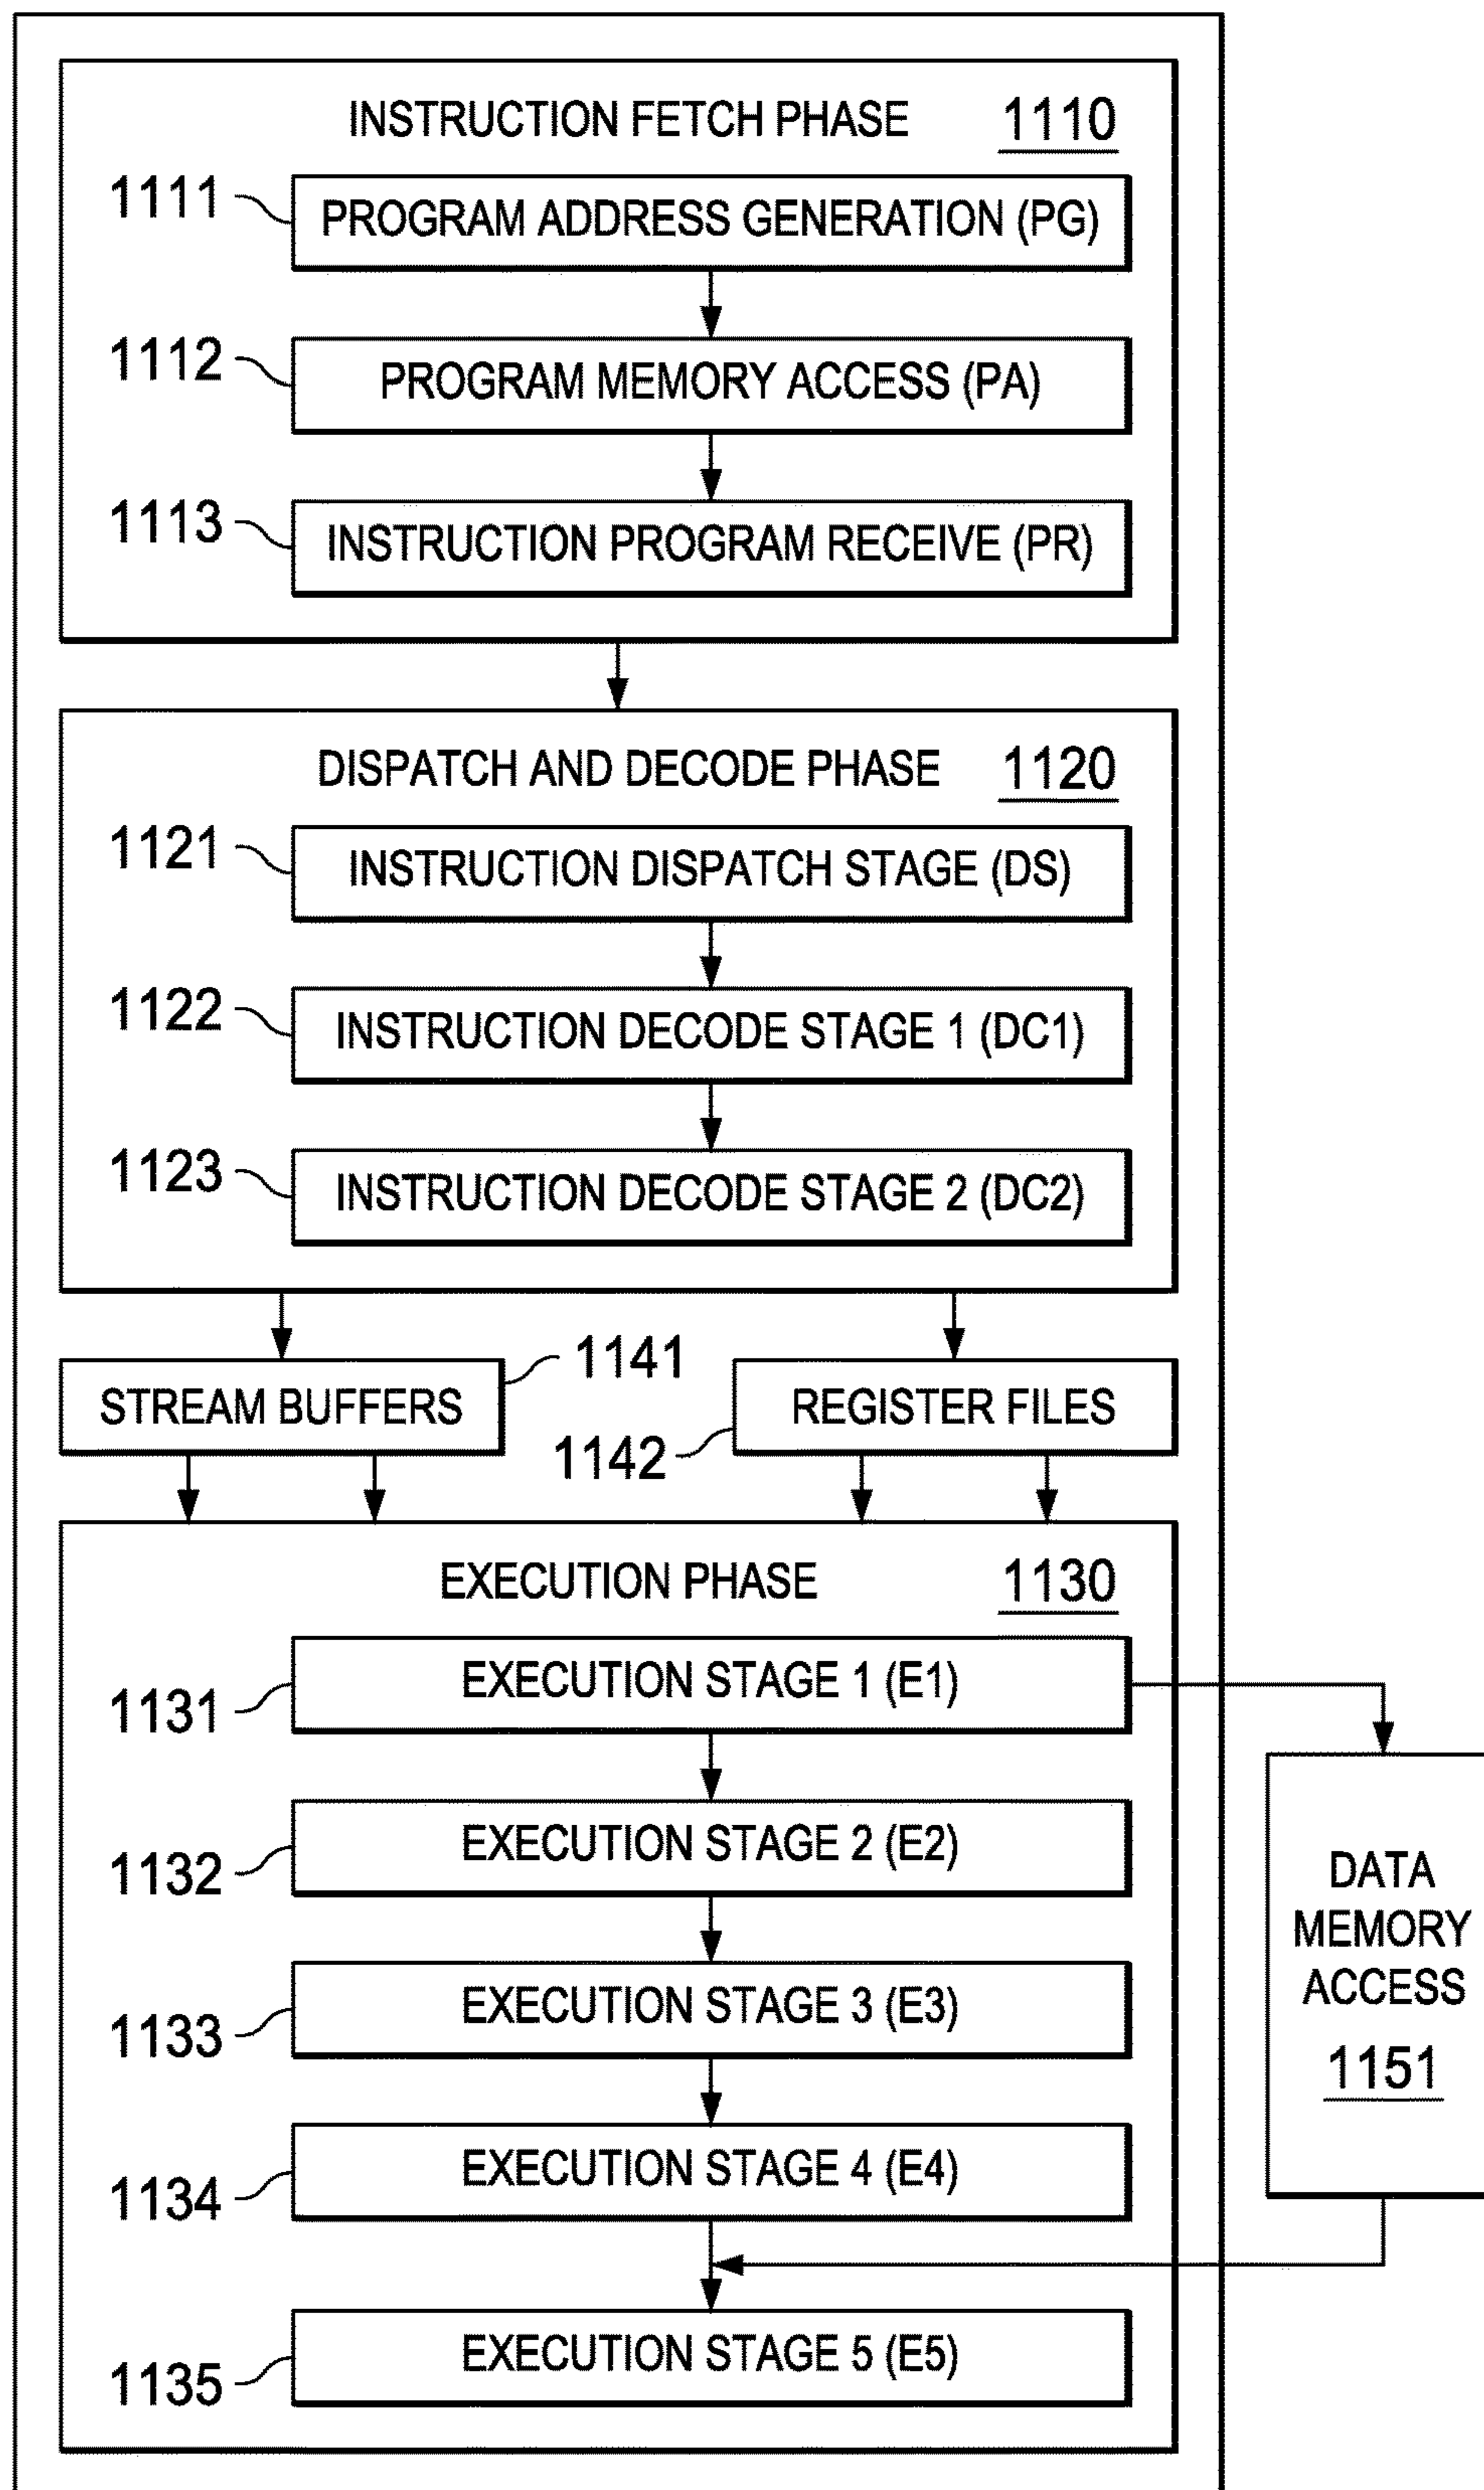 INSTRUCTION FETCH PHASE 1110
1111 PROGRAM ADDRESS GENERATION (PG)
1112 PROGRAM MEMORY ACCESS (PA)
1113 INSTRUCTION PROGRAM RECEIVE (PR)
DISPATCH AND DECODE PHASE 1120
1121 INSTRUCTION DISPATCH STAGE (DS)
1122 INSTRUCTION DECODE STAGE 1 (DC1)
1123 INSTRUCTION DECODE STAGE 2 (DC2)
STREAM BUFFERS 1141
1142 REGISTER FILES
EXECUTION PHASE 1130
1131 EXECUTION STAGE 1 (E1)
1132 EXECUTION STAGE 2 (E2)
1133 EXECUTION STAGE 3 (E3)
1134 EXECUTION STAGE 4 (E4)
1135 EXECUTION STAGE 5 (E5)
DATA
MEMORY
ACCESS
1151